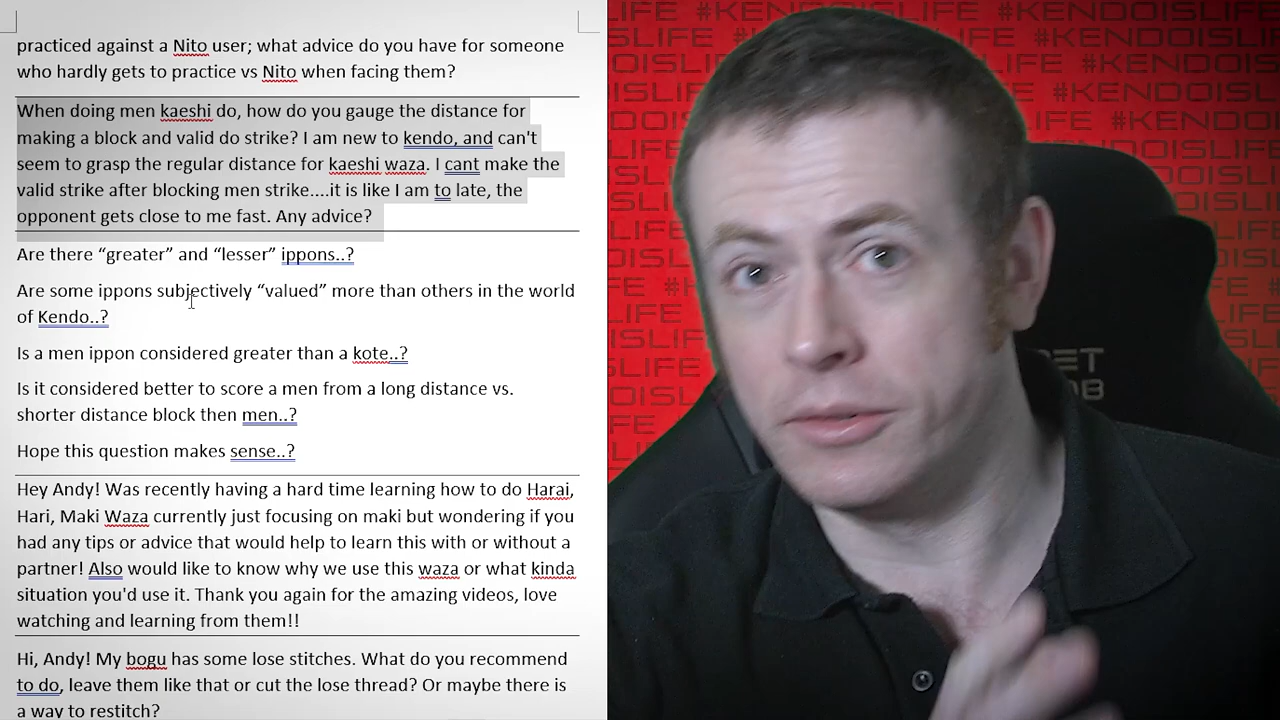 practiced against a Nito user; what advice do you have for someone
who hardly gets to practice vs Nito when facing them?
When doing men kaeshi do, how do you gauge the distance for
making a block and valid do strike? I am new to kendo, and can't
seem to grasp the regular distance for kaeshi waza. I cant make the
valid strike after blocking men strike....it is like I am to late, the
opponent gets close to me fast. Any advice?
Are there “greater” and “lesser” ippons..?
Are some ippons subjectively “valued” more than others in the world
of Kendo..?
Is a men ippon considered greater than a kote..?
Is it considered better to score a men from a long distance vs.
shorter distance block then men..?
Hope this question makes sense..?
Hey Andy! Was recently having a hard time learning how to do Harai,
Hari, Maki Waza currently just focusing on maki but wondering if you
had any tips or advice that would help to learn this with or without a
partner! Also would like to know why we use this waza or what kinda
situation you'd use it. Thank you again for the amazing videos, love
watching and learning from them!!
Hi, Andy! My bogu has some lose stitches. What do you recommend
to do, leave them like that or cut the lose thread? Or maybe there is
a way to restitch?
#KENDOISLIFE